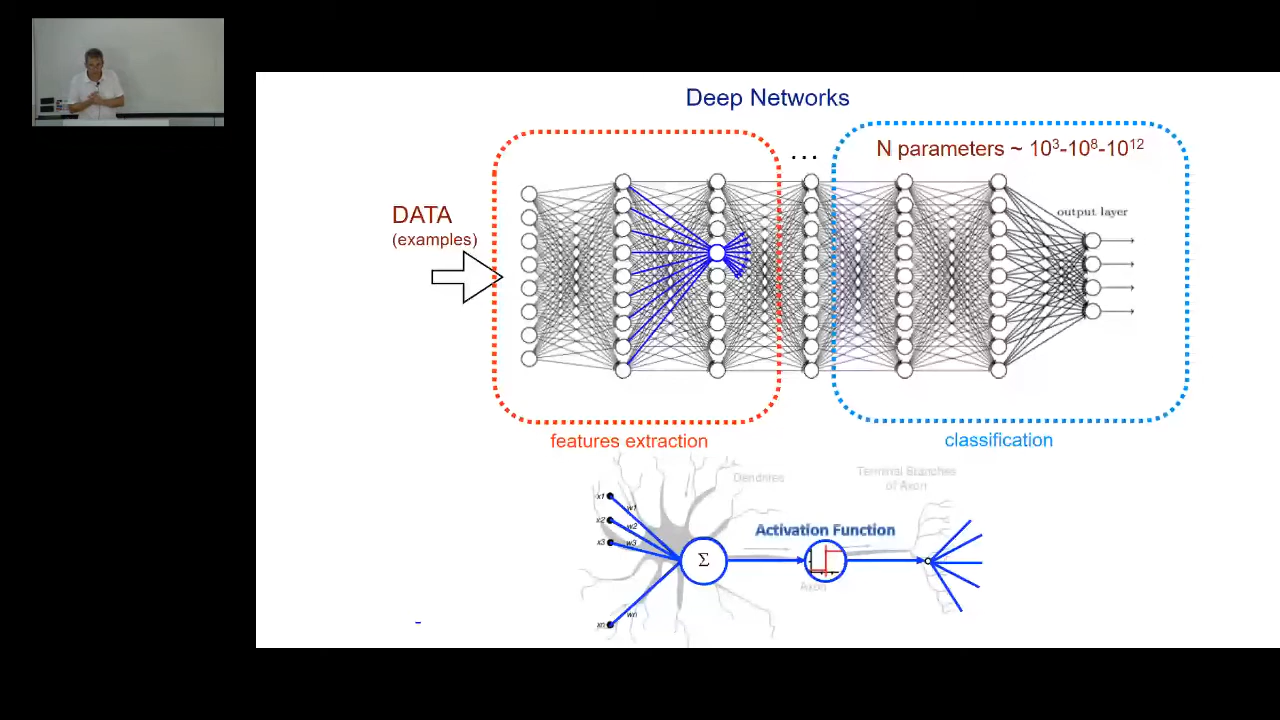 Deep Networks
...
N parameters ~ 10³-10⁸-10¹²
DATA
(examples)
output layer
features extraction
classification
Dendrites
Terminal Branches
of Axon
x1
w1
x2
w2
x3
w3
Activation Function
Σ
Axon
wn
xn
-